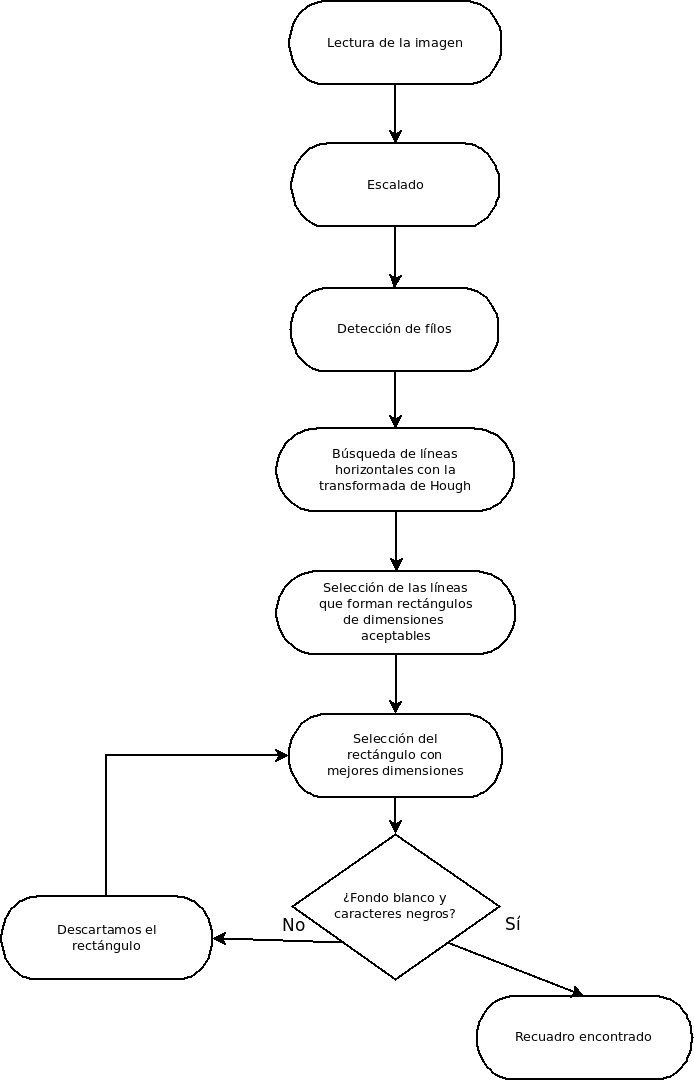 Lectura de la imagen
Escalado
Detección de fílos
Búsqueda de líneas
horizontales con la
transformada de Hough
Selección de las líneas
que forman rectángulos
de dimensiones
aceptables
Selección del
rectángulo con
mejores dimensiones
¿Fondo blanco y
caracteres negros?
No
Sí
Descartamos el
rectángulo
Recuadro encontrado